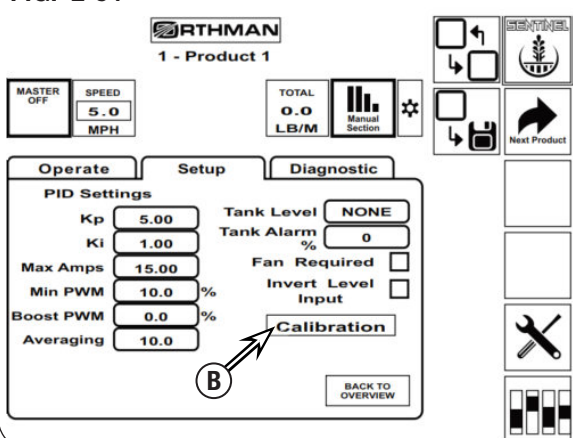 ORTHMAN
SENTINEL
1 - Product 1
MASTER OFF
SPEED
5.0
MPH
TOTAL
0.0
LB/M
Manual Section
Next Product
Operate
Setup
Diagnostic
PID Settings
Kp 5.00
Ki 1.00
Max Amps 15.00
Min PWM 10.0 %
Boost PWM 0.0 %
Averaging 10.0
Tank Level NONE
Tank Alarm % 0
Fan Required
Invert Level Input
Calibration
B
BACK TO OVERVIEW